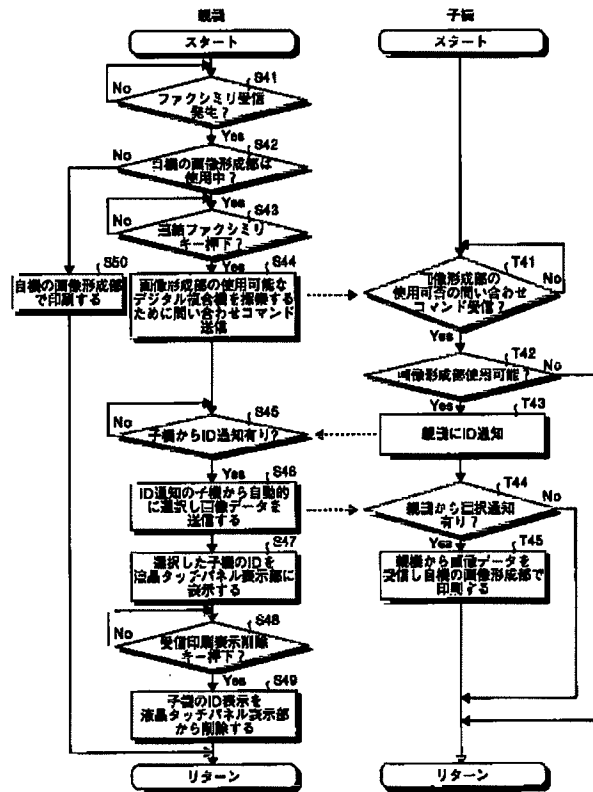 親機
スタート
No
S41
ファクシミリ受信
発生?
Yes
No
S42
自機の画像形成部は
使用中?
Yes
No
S43
連結ファクシミリ
キー押下?
Yes
S50
自機の画像形成部
で印刷する
S44
画像形成部の使用可能な
デジタル複合機を探索する
ために問い合わせコマンド
送信
No
S45
子機からID通知有り?
Yes
S46
ID通知の子機から自動的
に選択し画像データを
送信する
S47
選択した子機のIDを
液晶タッチパネル表示部に
表示する
No
S48
受信印刷表示削除
キー押下?
Yes
S49
子機のID表示を
液晶タッチパネル表示部
から削除する
リターン
子機
スタート
T41
画像形成部の
使用可否の問い合わせ
コマンド受信?
No
Yes
T42
画像形成部使用可能?
No
Yes
T43
親機にID通知
T44
親機から選択通知
有り?
No
Yes
T45
親機から画像データを
受信し自機の画像形成部で
印刷する
リターン